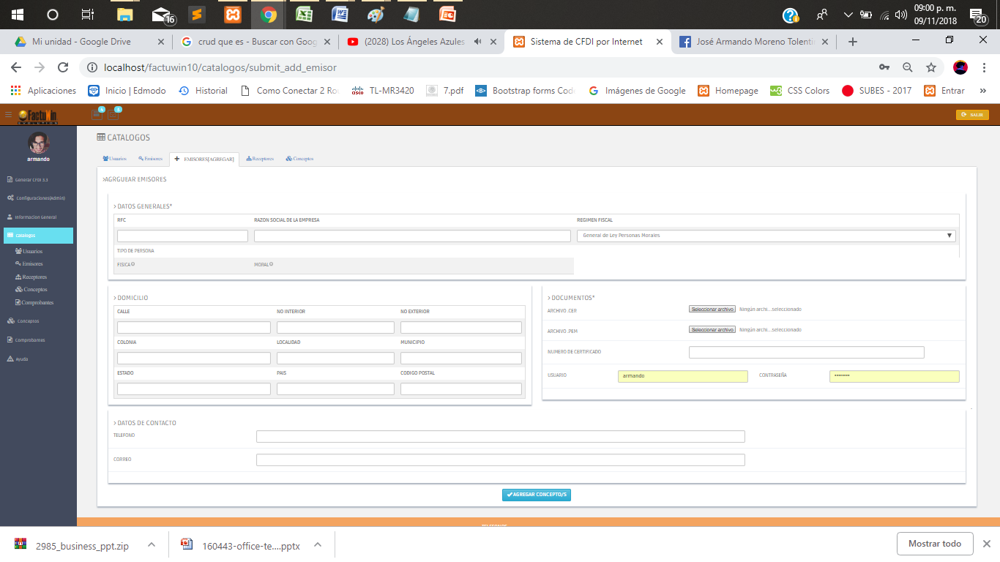 16
09:00 p. m.
09/11/2018
20
Mi unidad - Google Drive
crud que es - Buscar con Goog
(2028) Los Ángeles Azules
Sistema de CFDI por Internet
José Armando Moreno Tolenti
localhost/factuwin10/catalogos/submit_add_emisor
Aplicaciones
Inicio | Edmodo
Historial
Como Conectar 2 Ro
TL-MR3420
7.pdf
Bootstrap forms Cod
Imágenes de Google
Homepage
CSS Colors
SUBES - 2017
Entrar
»
FactuWin
EVOLUTION
4
5
SALIR
armando
Generar CFDI 3.3
Configuraciones(Admin)
Informacion General
Catalogos
Usuarios
Emisores
Receptores
Conceptos
Comprobantes
Conceptos
Comprobantes
Ayuda
CATALOGOS
Usuarios
Emisores
EMISORES[AGREGAR]
Receptores
Conceptos
>AGRGUEAR EMISORES
> DATOS GENERALES*
RFC
RAZON SOCIAL DE LA EMPRESA
REGIMEN FISCAL
General de Ley Personas Morales
TIPO DE PERSONA
FISICA
MORAL
> DOMICILIO
CALLE
NO INTERIOR
NO EXTERIOR
COLONIA
LOCALIDAD
MUNICIPIO
ESTADO
PAIS
CODIGO POSTAL
> DOCUMENTOS*
ARCHIVO .CER
Seleccionar archivo
Ningún archi...seleccionado
ARCHIVO .PEM
Seleccionar archivo
Ningún archi...seleccionado
NUMERO DE CERTIFICADO
USUARIO
armando
CONTRASEÑA
••••••••
> DATOS DE CONTACTO
TELEFONO
CORREO
AGREGAR CONCEPTO/S
2985_business_ppt.zip
160443-office-te....pptx
Mostrar todo